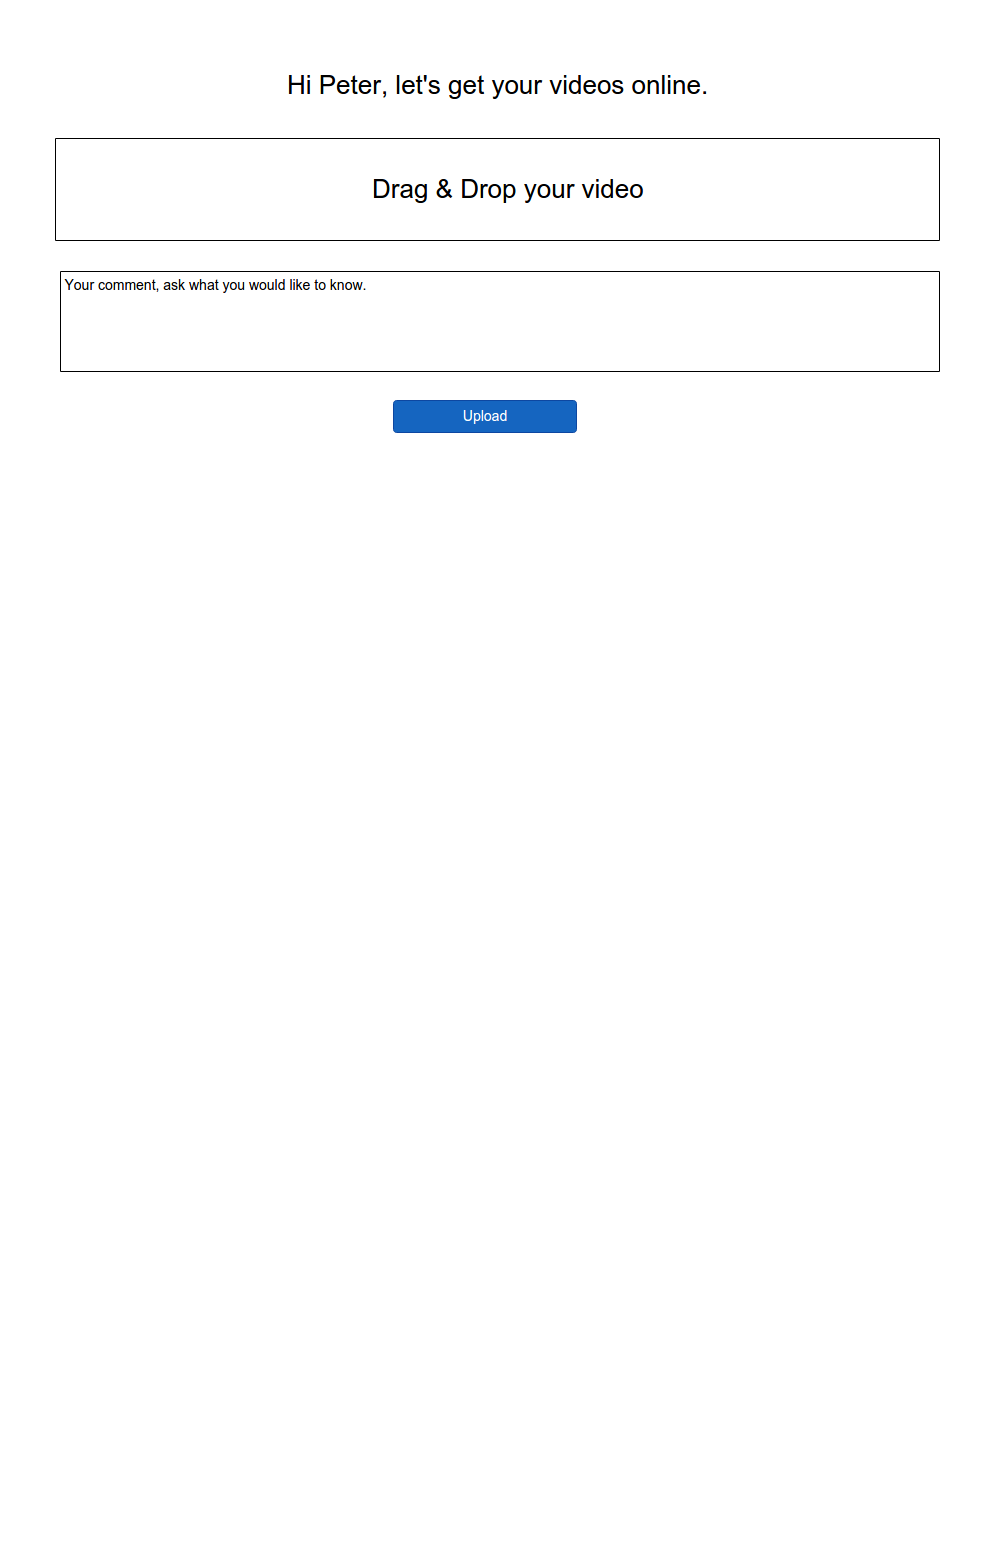 Hi Peter, let's get your videos online.
Drag & Drop your video
Your comment, ask what you would like to know.
Upload